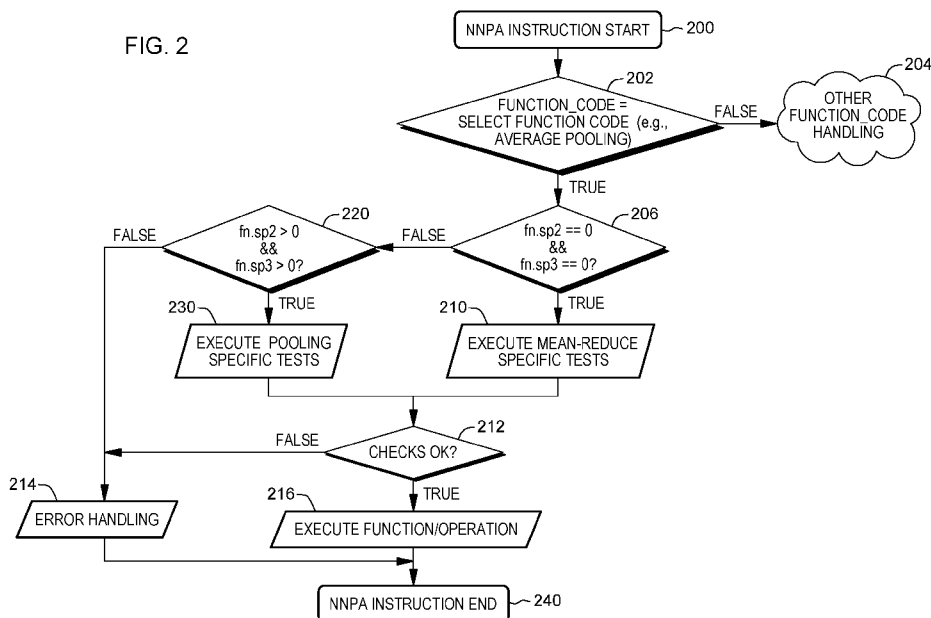 FIG. 2
NNPA INSTRUCTION START
200
202
FUNCTION_CODE =
SELECT FUNCTION CODE (e.g.,
AVERAGE POOLING)
FALSE
204
OTHER
FUNCTION_CODE
HANDLING
TRUE
206
fn.sp2 == 0
&&
fn.sp3 == 0?
FALSE
220
fn.sp2 > 0
&&
fn.sp3 > 0?
FALSE
TRUE
TRUE
230
EXECUTE POOLING
SPECIFIC TESTS
210
EXECUTE MEAN-REDUCE
SPECIFIC TESTS
212
CHECKS OK?
FALSE
TRUE
214
ERROR HANDLING
216
EXECUTE FUNCTION/OPERATION
NNPA INSTRUCTION END
240